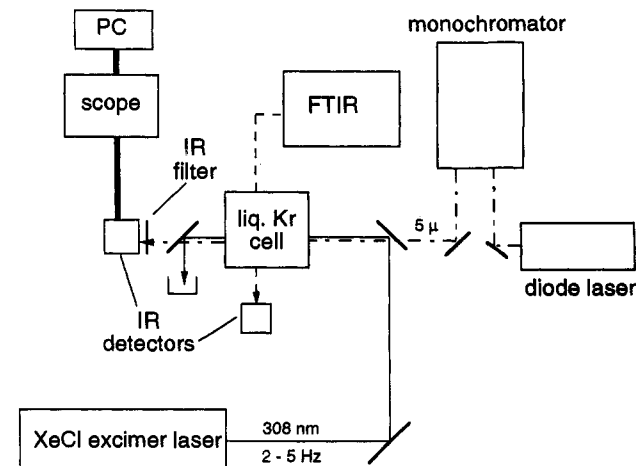 PC
monochromator
scope
FTIR
IR
filter
liq. Kr
cell
5 μ
diode laser
IR
detectors
XeCl excimer laser
308 nm
2 - 5 Hz